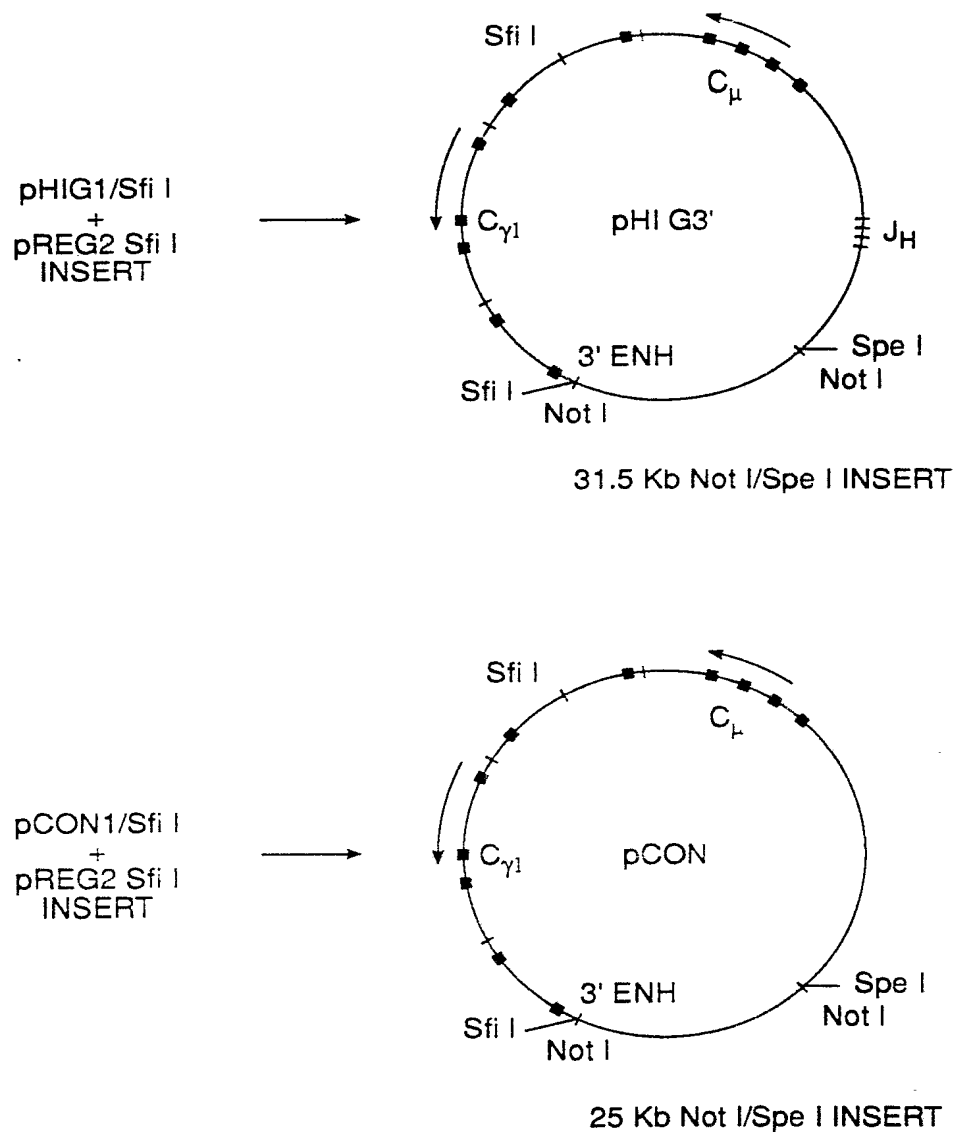 Sfi I
Cμ
pHIG1/Sfi I
+
pREG2 Sfi I
INSERT
Cγ1
pHI G3'
JH
3' ENH
Spe I
Sfi I
Not I
Not I
31.5 Kb Not I/Spe I INSERT
Sfi I
Cμ
pCON1/Sfi I
+
pREG2 Sfi I
INSERT
Cγ1
pCON
3' ENH
Spe I
Sfi I
Not I
Not I
25 Kb Not I/Spe I INSERT